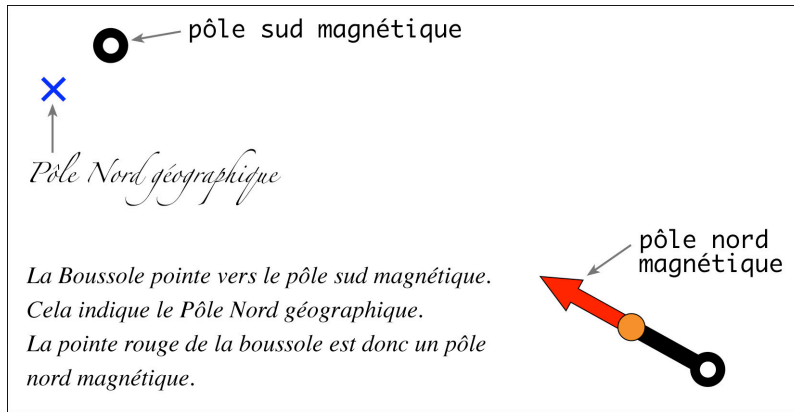 pôle sud magnétique
Pôle Nord géographique
pôle nord
magnétique
La Boussole pointe vers le pôle sud magnétique.
Cela indique le Pôle Nord géographique.
La pointe rouge de la boussole est donc un pôle
nord magnétique.